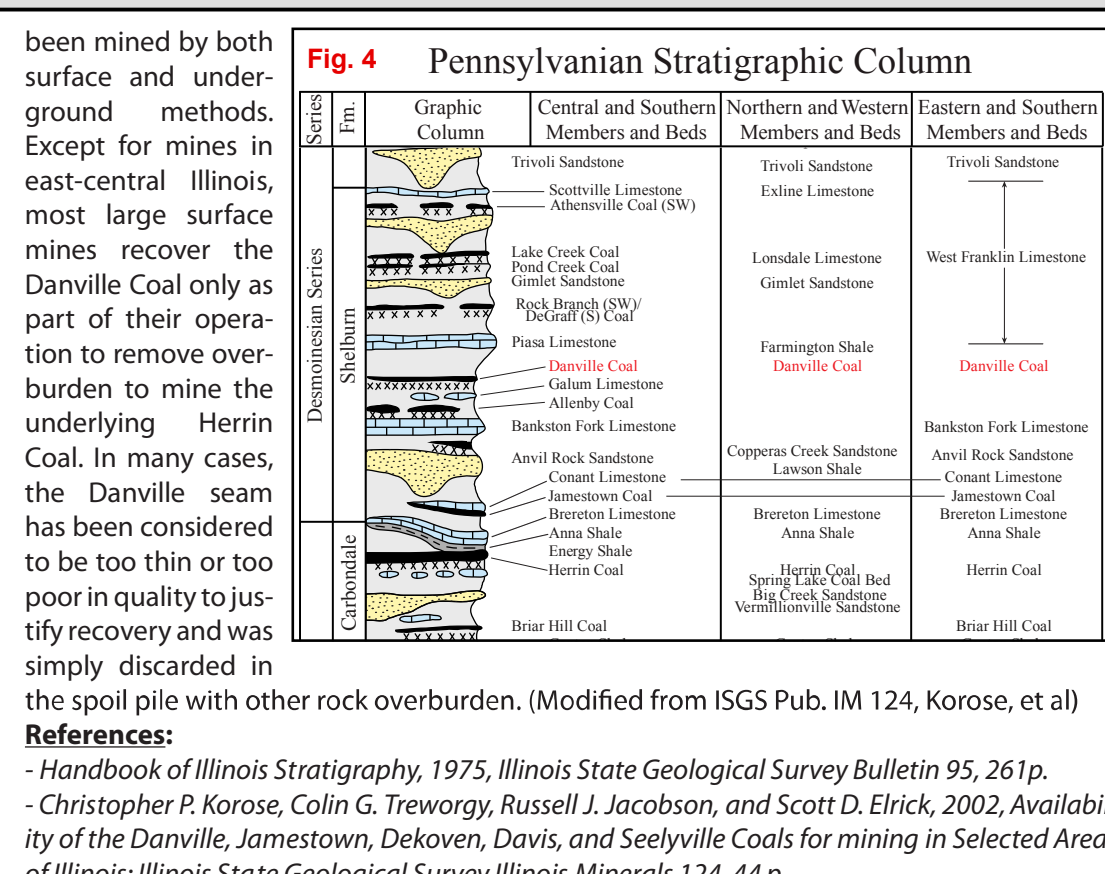 been mined by both
surface and under-
ground methods.
Except for mines in
east-central Illinois,
most large surface
mines recover the
Danville Coal only as
part of their opera-
tion to remove over-
burden to mine the
underlying Herrin
Coal. In many cases,
the Danville seam
has been considered
to be too thin or too
poor in quality to jus-
tify recovery and was
simply discarded in
the spoil pile with other rock overburden. (Modified from ISGS Pub. IM 124, Korose, et al)
Fig. 4 Pennsylvanian Stratigraphic Column
Series
Fm.
Graphic
Column
Central and Southern
Members and Beds
Northern and Western
Members and Beds
Eastern and Southern
Members and Beds
Desmoinesian Series
Shelburn
Carbondale
Trivoli Sandstone
Scottville Limestone
Athensville Coal (SW)
Lake Creek Coal
Pond Creek Coal
Gimlet Sandstone
Rock Branch (SW)/
DeGraff (S) Coal
Piasa Limestone
Danville Coal
Galum Limestone
Allenby Coal
Bankston Fork Limestone
Anvil Rock Sandstone
Conant Limestone
Jamestown Coal
Brereton Limestone
Anna Shale
Energy Shale
Herrin Coal
Briar Hill Coal
Trivoli Sandstone
Exline Limestone
Lonsdale Limestone
Gimlet Sandstone
Farmington Shale
Danville Coal
Copperas Creek Sandstone
Lawson Shale
Brereton Limestone
Anna Shale
Herrin Coal
Spring Lake Coal Bed
Big Creek Sandstone
Vermillionville Sandstone
Trivoli Sandstone
West Franklin Limestone
Danville Coal
Bankston Fork Limestone
Anvil Rock Sandstone
Conant Limestone
Jamestown Coal
Brereton Limestone
Anna Shale
Herrin Coal
Briar Hill Coal
References:
- Handbook of Illinois Stratigraphy, 1975, Illinois State Geological Survey Bulletin 95, 261p.
- Christopher P. Korose, Colin G. Treworgy, Russell J. Jacobson, and Scott D. Elrick, 2002, Availabil
ity of the Danville, Jamestown, Dekoven, Davis, and Seelyville Coals for mining in Selected Area
of Illinois: Illinois State Geological Survey Illinois Minerals 124, 44 p.